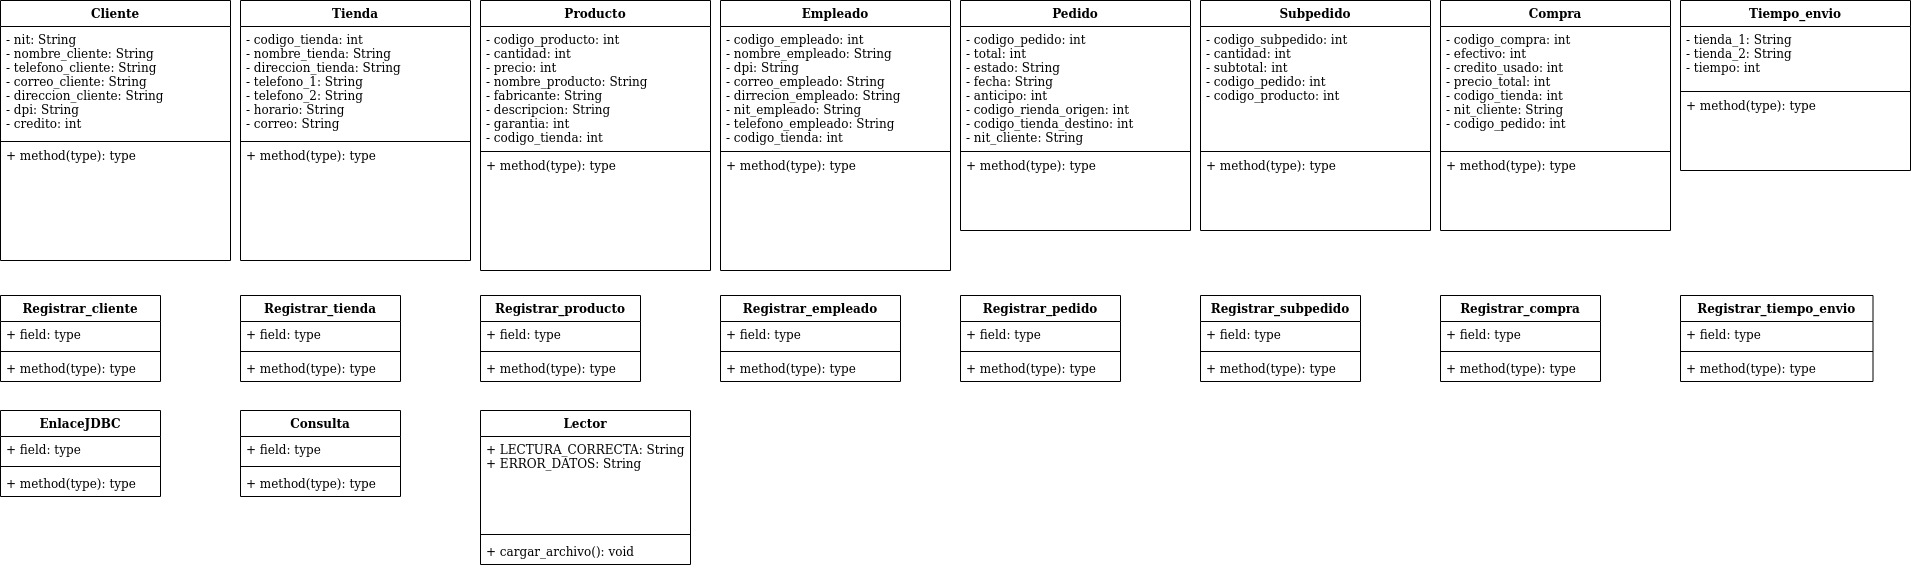 Cliente
- nit: String
- nombre_cliente: String
- telefono_cliente: String
- correo_cliente: String
- direccion_cliente: String
- dpi: String
- credito: int
+ method(type): type
Tienda
- codigo_tienda: int
- nombre_tienda: String
- direccion_tienda: String
- telefono_1: String
- telefono_2: String
- horario: String
- correo: String
+ method(type): type
Producto
- codigo_producto: int
- cantidad: int
- precio: int
- nombre_producto: String
- fabricante: String
- descripcion: String
- garantia: int
- codigo_tienda: int
+ method(type): type
Empleado
- codigo_empleado: int
- nombre_empleado: String
- dpi: String
- correo_empleado: String
- dirrecion_empleado: String
- nit_empleado: String
- telefono_empleado: String
- codigo_tienda: int
+ method(type): type
Pedido
- codigo_pedido: int
- total: int
- estado: String
- fecha: String
- anticipo: int
- codigo_rienda_origen: int
- codigo_tienda_destino: int
- nit_cliente: String
+ method(type): type
Subpedido
- codigo_subpedido: int
- cantidad: int
- subtotal: int
- codigo_pedido: int
- codigo_producto: int
+ method(type): type
Compra
- codigo_compra: int
- efectivo: int
- credito_usado: int
- precio_total: int
- codigo_tienda: int
- nit_cliente: String
- codigo_pedido: int
+ method(type): type
Tiempo_envio
- tienda_1: String
- tienda_2: String
- tiempo: int
+ method(type): type
Registrar_cliente
+ field: type
+ method(type): type
Registrar_tienda
+ field: type
+ method(type): type
Registrar_producto
+ field: type
+ method(type): type
Registrar_empleado
+ field: type
+ method(type): type
Registrar_pedido
+ field: type
+ method(type): type
Registrar_subpedido
+ field: type
+ method(type): type
Registrar_compra
+ field: type
+ method(type): type
Registrar_tiempo_envio
+ field: type
+ method(type): type
EnlaceJDBC
+ field: type
+ method(type): type
Consulta
+ field: type
+ method(type): type
Lector
+ LECTURA_CORRECTA: String
+ ERROR_DATOS: String
+ cargar_archivo(): void